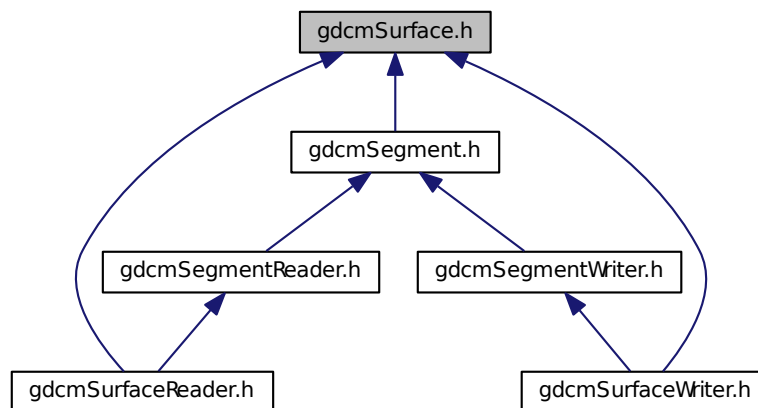 gdcmSurface.h
gdcmSegment.h
gdcmSegmentReader.h
gdcmSegmentWriter.h
gdcmSurfaceReader.h
gdcmSurfaceWriter.h